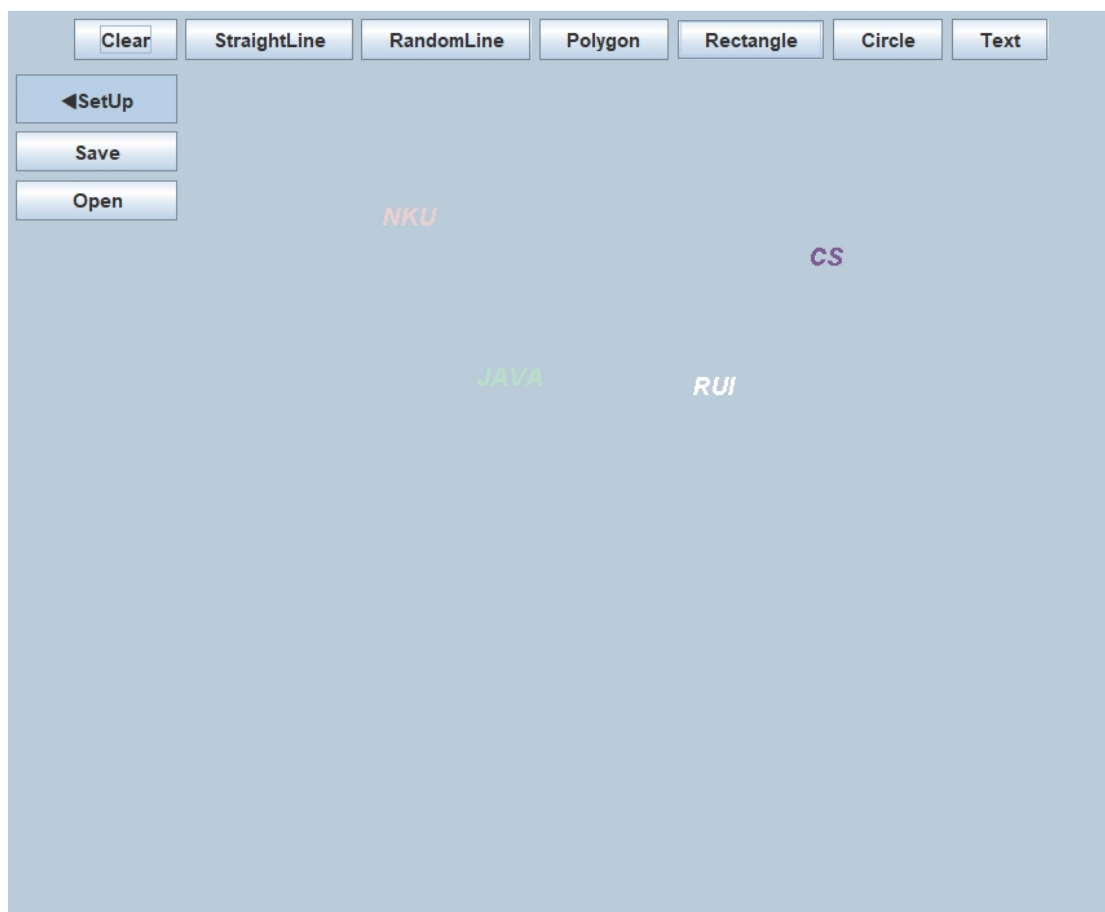 Clear StraightLine RandomLine Polygon Rectangle Circle Text
◀SetUp
Save
Open
NKU
CS
JAVA
RUI